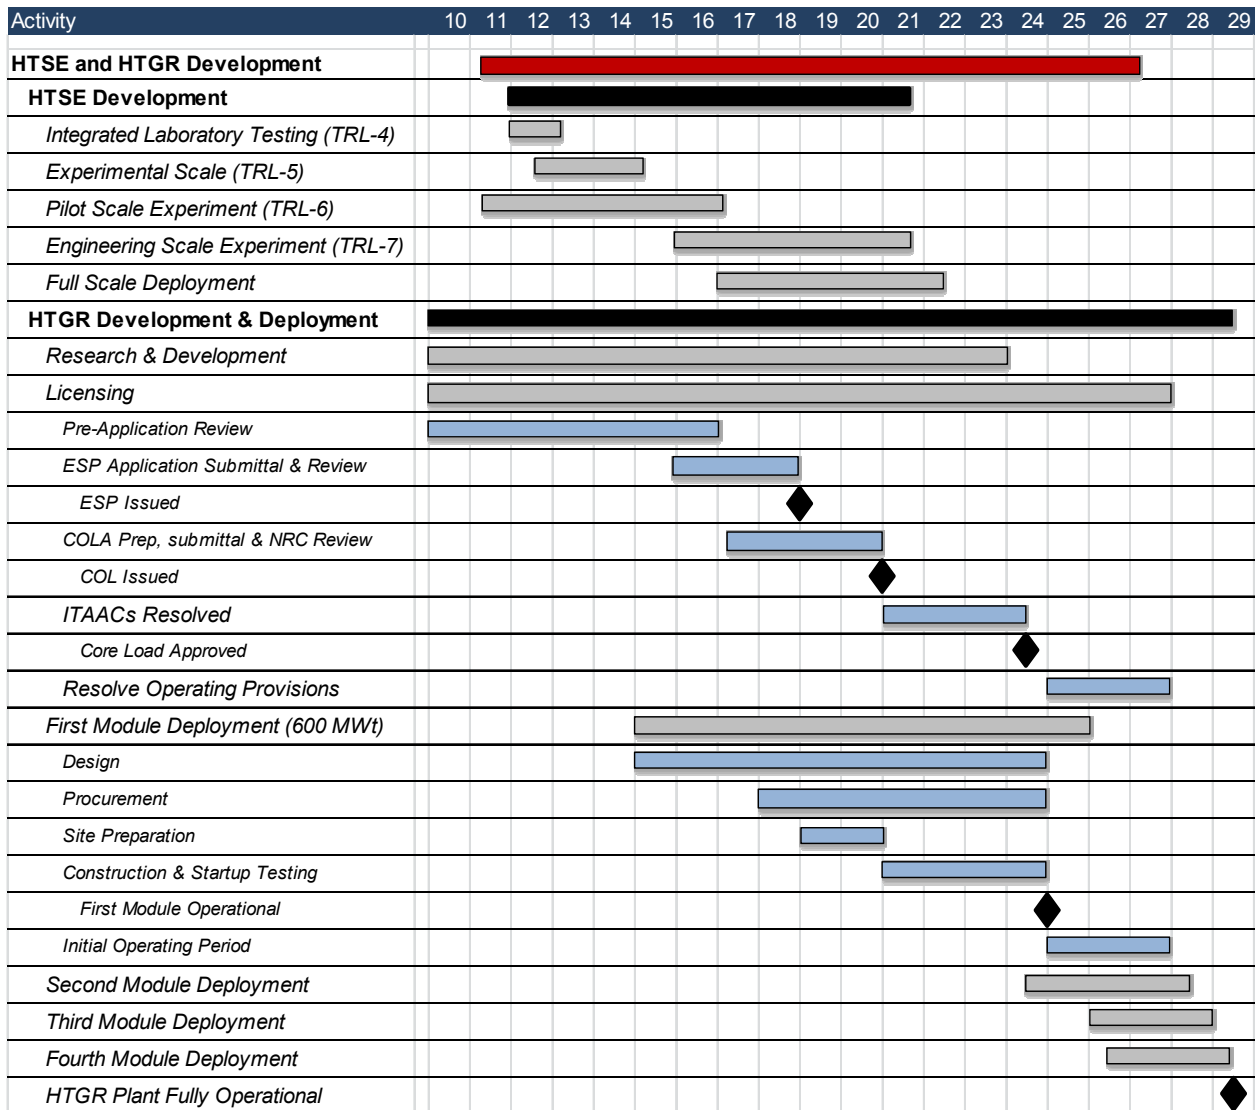 Activity 10 11 12 13 14 15 16 17 18 19 20 21 22 23 24 25 26 27 28 29
HTSE and HTGR Development
HTSE Development
Integrated Laboratory Testing (TRL-4)
Experimental Scale (TRL-5)
Pilot Scale Experiment (TRL-6)
Engineering Scale Experiment (TRL-7)
Full Scale Deployment
HTGR Development & Deployment
Research & Development
Licensing
Pre-Application Review
ESP Application Submittal & Review
ESP Issued
COLA Prep, submittal & NRC Review
COL Issued
ITAACs Resolved
Core Load Approved
Resolve Operating Provisions
First Module Deployment (600 MWt)
Design
Procurement
Site Preparation
Construction & Startup Testing
First Module Operational
Initial Operating Period
Second Module Deployment
Third Module Deployment
Fourth Module Deployment
HTGR Plant Fully Operational